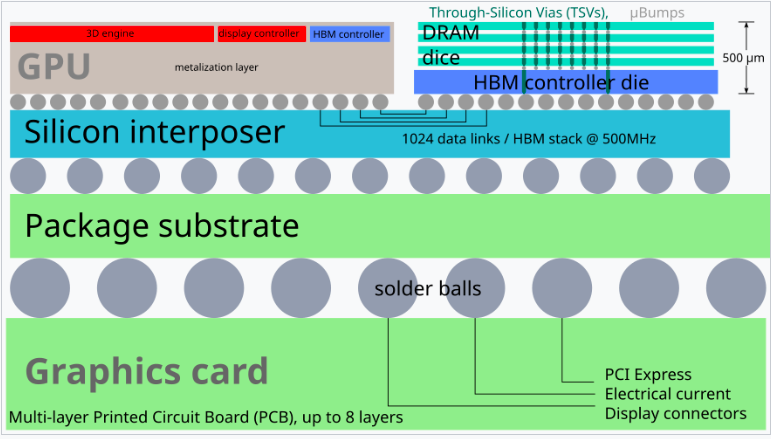 Through-Silicon Vias (TSVs), µBumps
3D engine
display controller
HBM controller
DRAM
GPU
metalization layer
dice
500 µm
HBM controller die
Silicon interposer
1024 data links / HBM stack @ 500MHz
Package substrate
solder balls
Graphics card
PCI Express
Electrical current
Display connectors
Multi-layer Printed Circuit Board (PCB), up to 8 layers